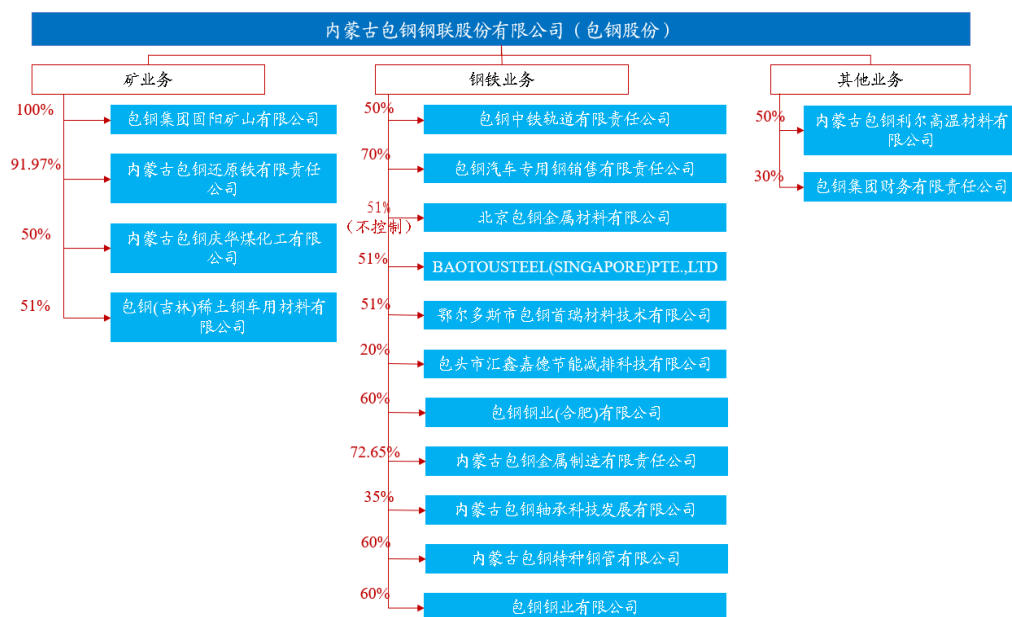 内蒙古包钢钢联股份有限公司（包钢股份）
矿业务
100%
包钢集团固阳矿山有限公司
91.97%
内蒙古包钢还原铁有限责任
公司
50%
内蒙古包钢庆华煤化工有限
公司
51%
包钢(吉林)稀土钢车用材料有
限公司
钢铁业务
50%
包钢中铁轨道有限责任公司
70%
包钢汽车专用钢销售有限责任公司
51%
（不控制）
北京包钢金属材料有限公司
51%
BAOTOUSTEEL(SINGAPORE)PTE.,LTD
51%
鄂尔多斯市包钢首瑞材料技术有限公司
20%
包头市汇鑫嘉德节能减排科技有限公司
60%
包钢钢业(合肥)有限公司
72.65%
内蒙古包钢金属制造有限责任公司
35%
内蒙古包钢轴承科技发展有限公司
60%
内蒙古包钢特种钢管有限公司
60%
包钢钢业有限公司
其他业务
50%
内蒙古包钢利尔高温材料有
限公司
30%
包钢集团财务有限责任公司